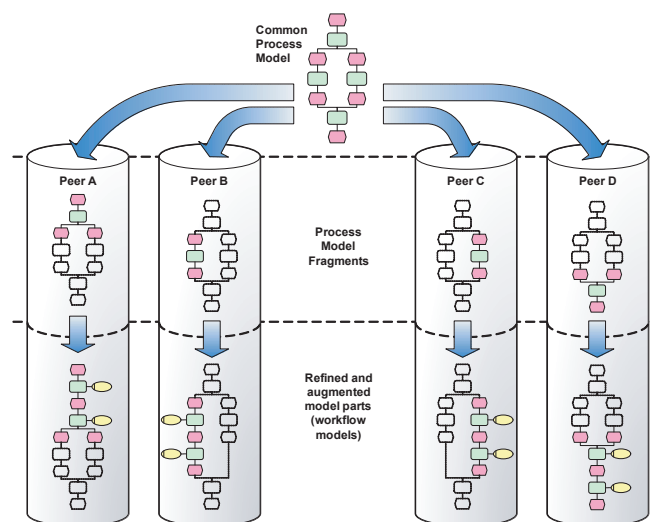 Common
Process
Model
Peer A
Peer B
Peer C
Peer D
Process
Model
Fragments
Refined and
augmented
model parts
(workflow
models)